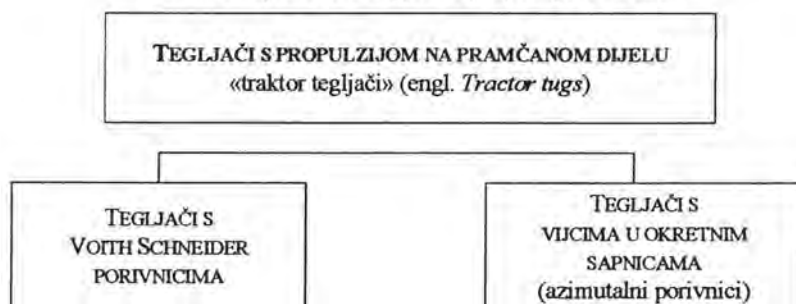 TEGLJAČI S PROPULZIJOM NA PRAMČANOM DIJELU
«traktor tegljači» (engl. Tractor tugs)
TEGLJAČI S
VOITH SCHNEIDER
PORIVNICIMA
TEGLJAČI S
VIJCIMA U OKRETNIM
SAPNICAMA
(azimutalni porivnici)